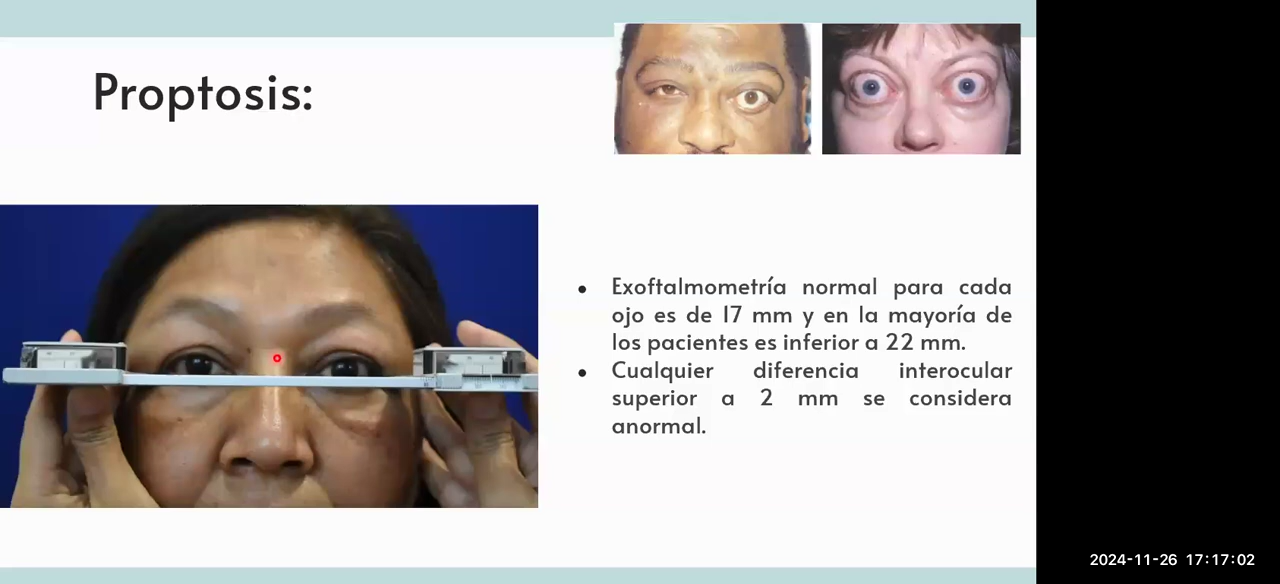 Proptosis:
Exoftalmometría normal para cada
ojo es de 17 mm y en la mayoría de
los pacientes es inferior a 22 mm.
Cualquier diferencia interocular
superior a 2 mm se considera
anormal.
2024-11-26 17:17:02